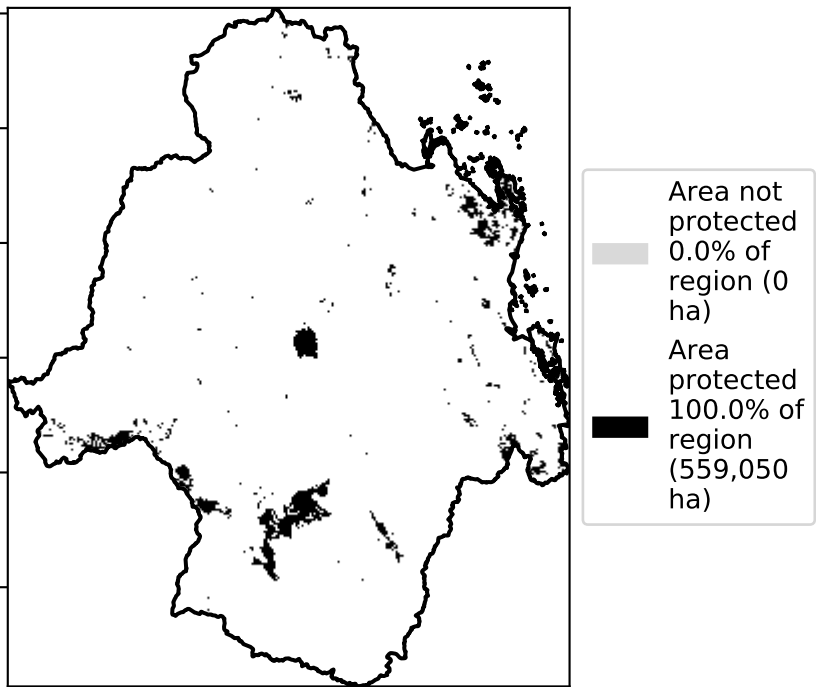 Area not
protected
0.0% of
region (0
ha)
Area
protected
100.0% of
region
(559,050
ha)